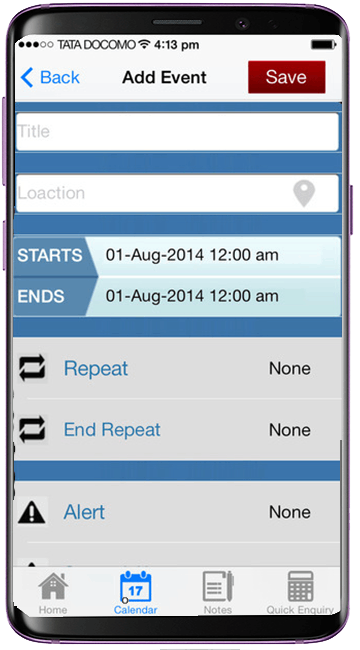 TATA DOCOMO 4:13 pm
Back Add Event Save
Title
Loaction
STARTS 01-Aug-2014 12:00 am
ENDS 01-Aug-2014 12:00 am
Repeat None
End Repeat None
Alert None
17
Home Calendar Notes Quick Enquiry